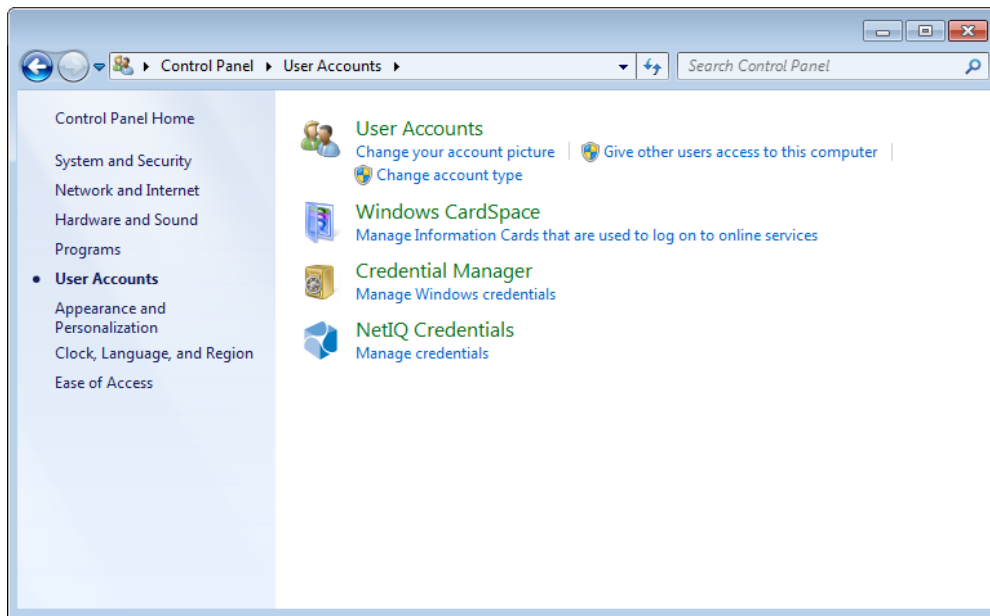 Control Panel User Accounts
Search Control Panel
Control Panel Home
System and Security
Network and Internet
Hardware and Sound
Programs
User Accounts
Appearance and
Personalization
Clock, Language, and Region
Ease of Access
User Accounts
Change your account picture Give other users access to this computer
Change account type
Windows CardSpace
Manage Information Cards that are used to log on to online services
Credential Manager
Manage Windows credentials
NetIQ Credentials
Manage credentials